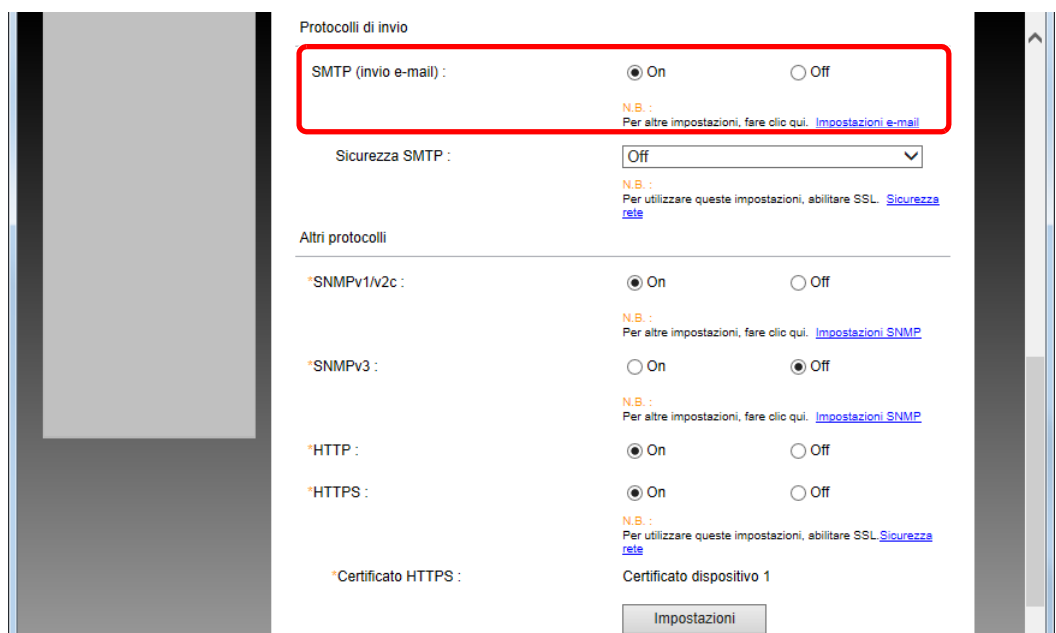 Protocolli di invio
SMTP (invio e-mail) : On Off
N.B. :
Per altre impostazioni, fare clic qui. Impostazioni e-mail
Sicurezza SMTP : Off
N.B. :
Per utilizzare queste impostazioni, abilitare SSL. Sicurezza
rete
Altri protocolli
*SNMPv1/v2c : On Off
N.B. :
Per altre impostazioni, fare clic qui. Impostazioni SNMP
*SNMPv3 : On Off
N.B. :
Per altre impostazioni, fare clic qui. Impostazioni SNMP
*HTTP : On Off
*HTTPS : On Off
N.B. :
Per utilizzare queste impostazioni, abilitare SSL.Sicurezza
rete
*Certificato HTTPS : Certificato dispositivo 1
Impostazioni